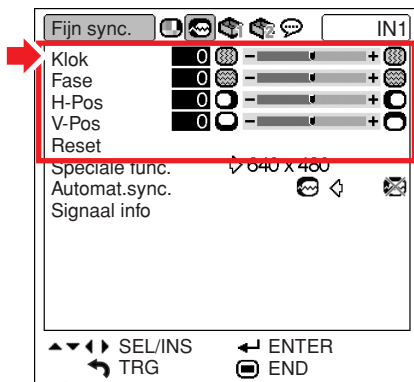 Fijn sync. IN1
Klok 0 - +
Fase 0 - +
H-Pos 0 - +
V-Pos 0 - +
Reset
Speciale func. 640 x 480
Automat.sync.
Signaal info
SEL/INS ENTER
TRG END